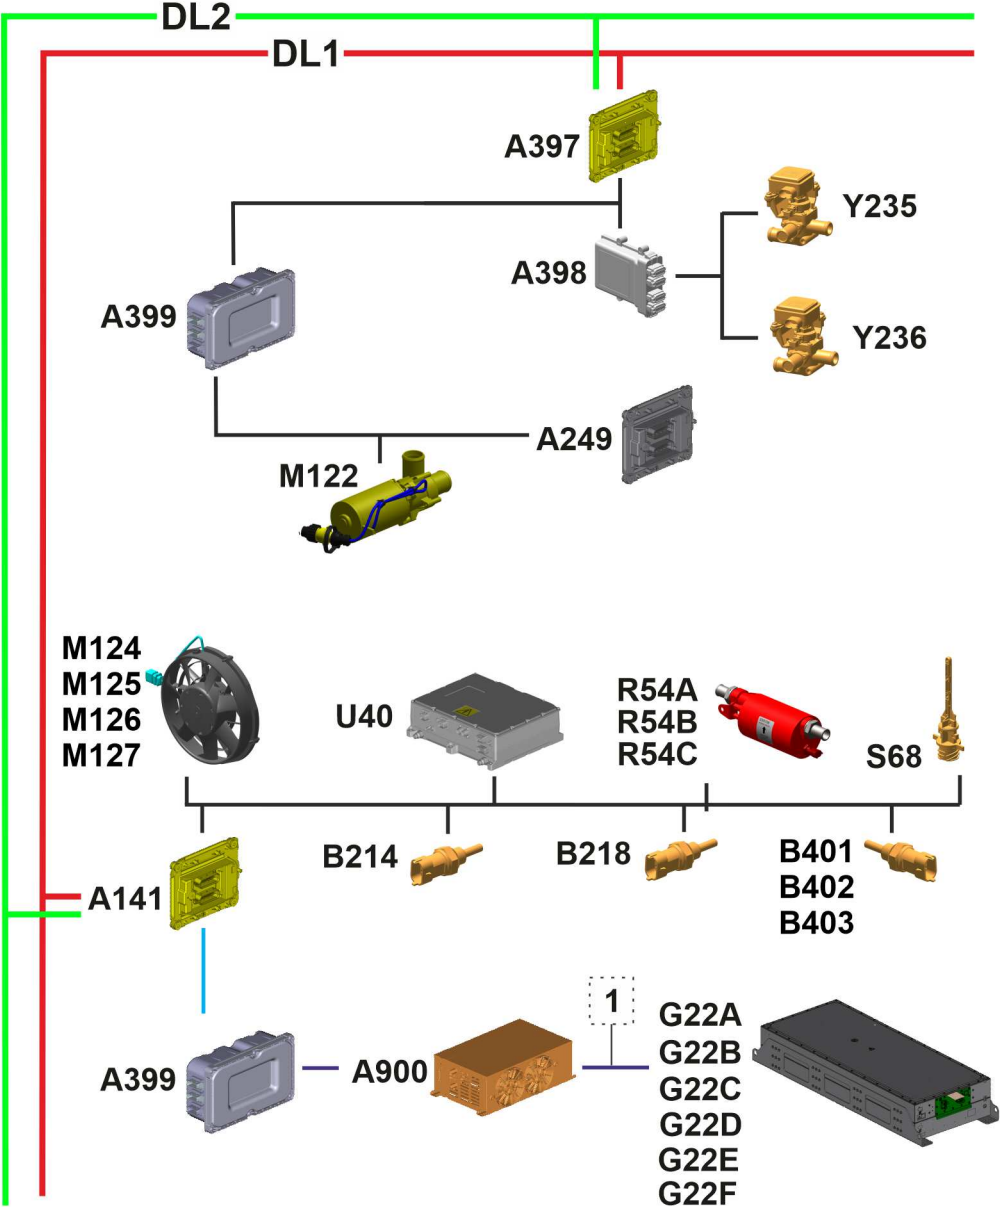 DL2
DL1
A397
Y235
A398
A399
Y236
A249
M122
M124
M125
M126
M127
U40
R54A
R54B
R54C
S68
B214
B218
B401
B402
B403
A141
1
G22A
G22B
G22C
G22D
G22E
G22F
A399
A900